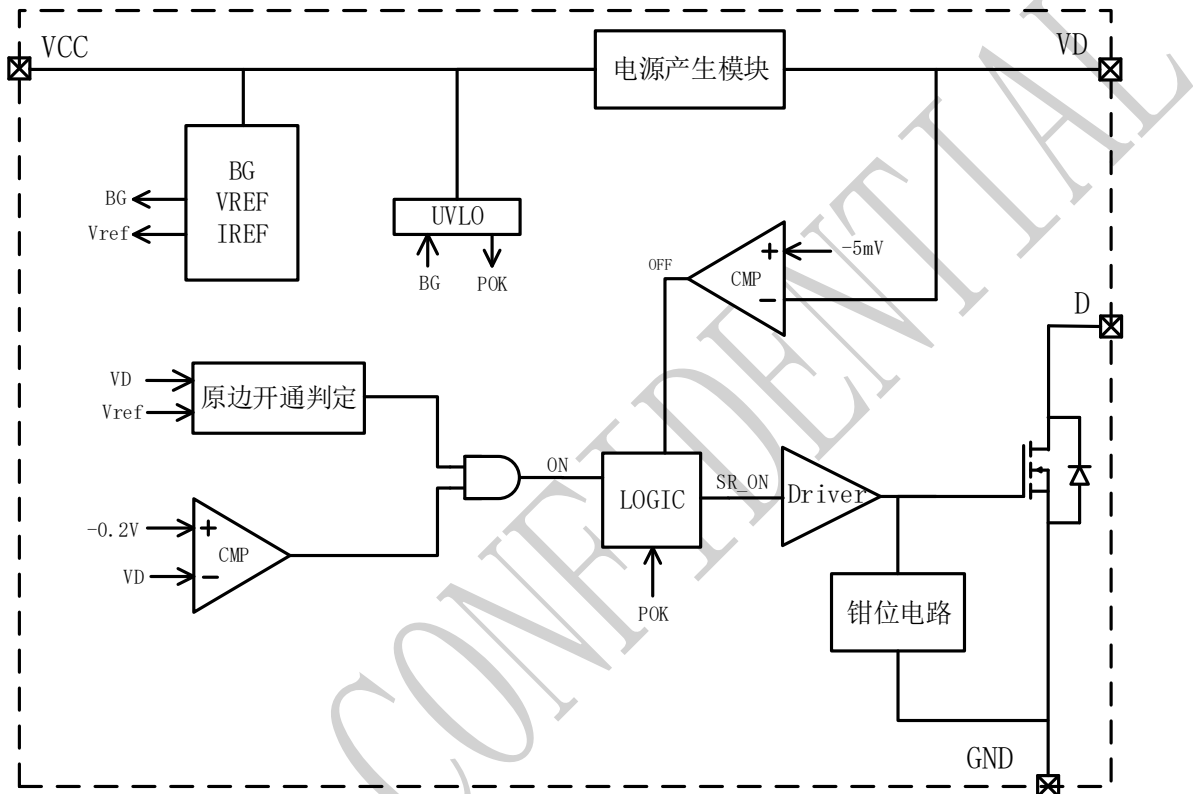 VCC
VD
电源产生模块
BG
VREF
IREF
BG
Vref
UVLO
BG
POK
+
-5mV
OFF
CMP
−
D
VD
Vref
原边开通判定
ON
LOGIC
SR_ON
Driver
-0.2V
+
CMP
VD
−
POK
钳位电路
GND
CONFIDENTIAL